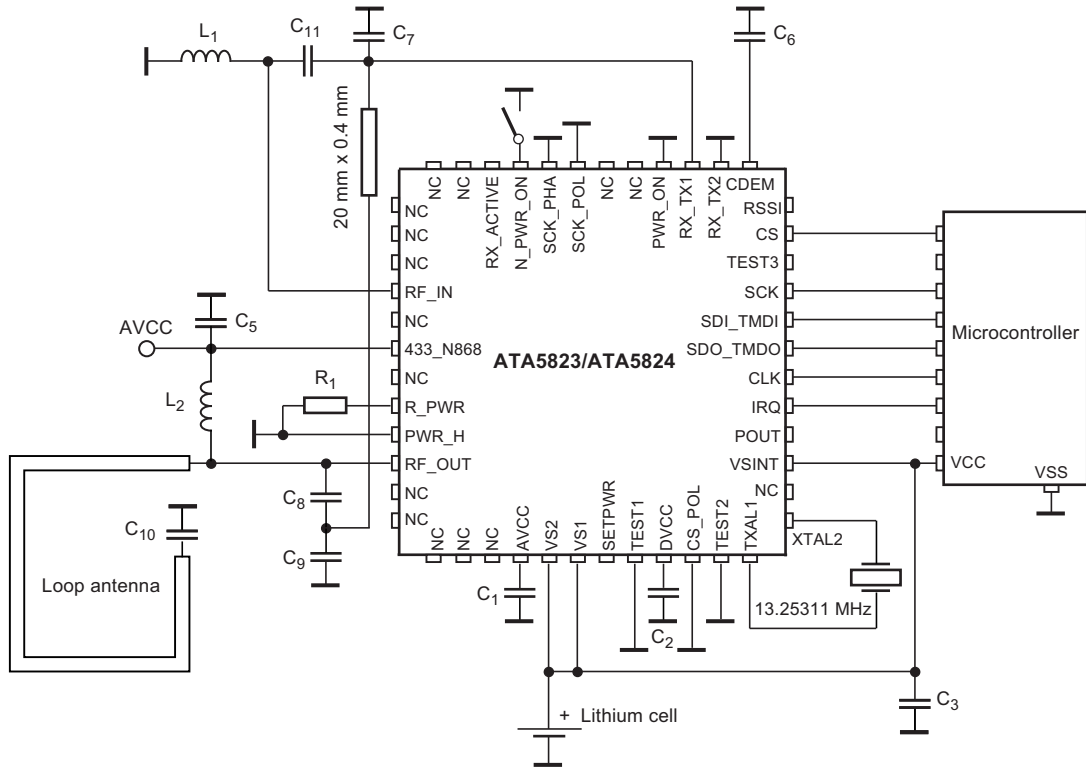 L1
C11
C7
C6
20 mm x 0.4 mm
NC
NC
RX_ACTIVE
N_PWR_ON
SCK_PHA
SCK_POL
NC
NC
PWR_ON
RX_TX1
RX_TX2
CDEM
NC
NC
NC
RF_IN
NC
433_N868
NC
R_PWR
PWR_H
RF_OUT
NC
NC
RSSI
CS
TEST3
SCK
SDI_TMDI
SDO_TMDO
CLK
IRQ
POUT
VSINT
NC
XTAL2
ATA5823/ATA5824
Microcontroller
VCC
VSS
AVCC
C5
L2
R1
C8
C9
C10
Loop antenna
NC
NC
NC
AVCC
VS2
VS1
SETPWR
TEST1
DVCC
CS_POL
TEST2
TXAL1
C1
C2
13.25311 MHz
C3
+ Lithium cell